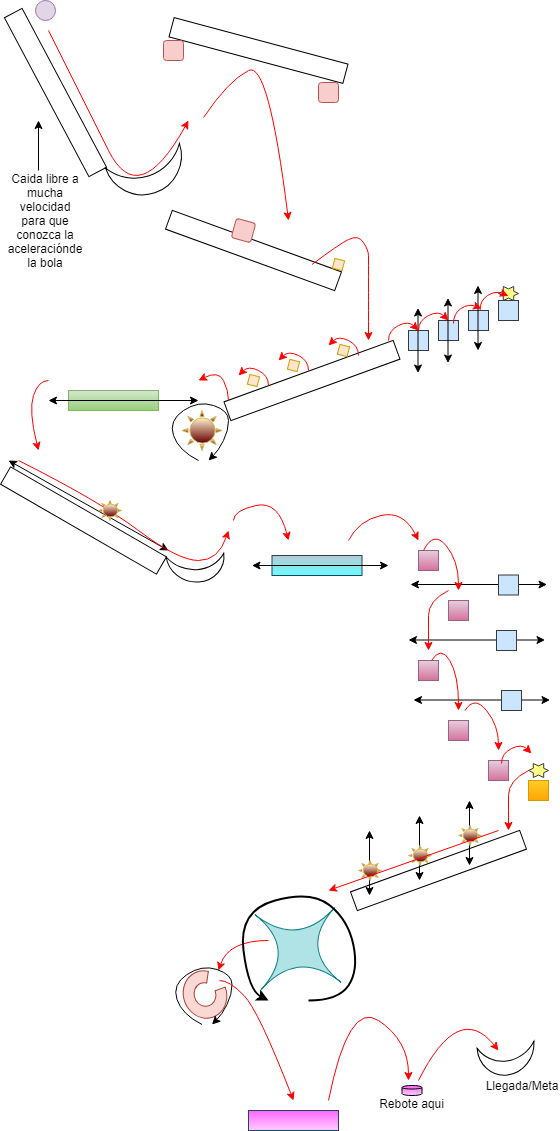 Caida libre a
mucha
velocidad
para que
conozca la
aceleraciónde
la bola
Llegada/Meta
Rebote aqui